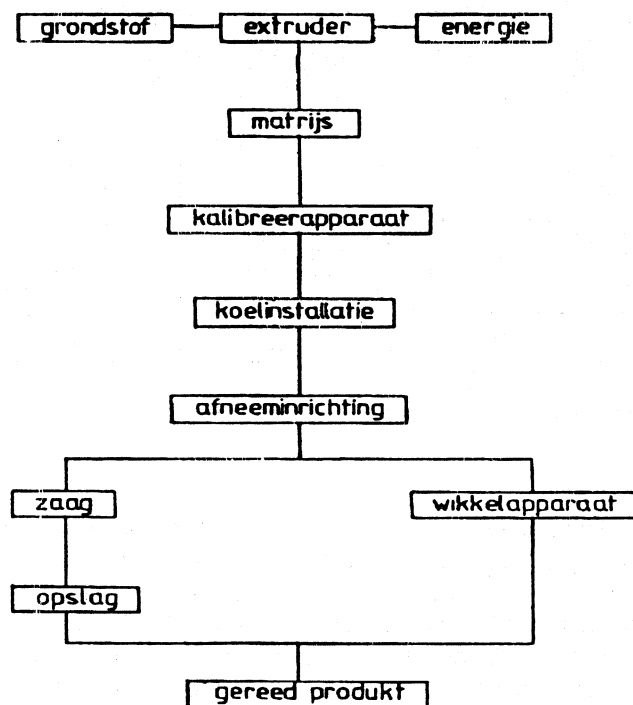 grondstof extruder energie
matrijs
kalibreerapparaat
koelinstallatie
afneeminrichting
zaag wikkelapparaat
opslag
gereed produkt